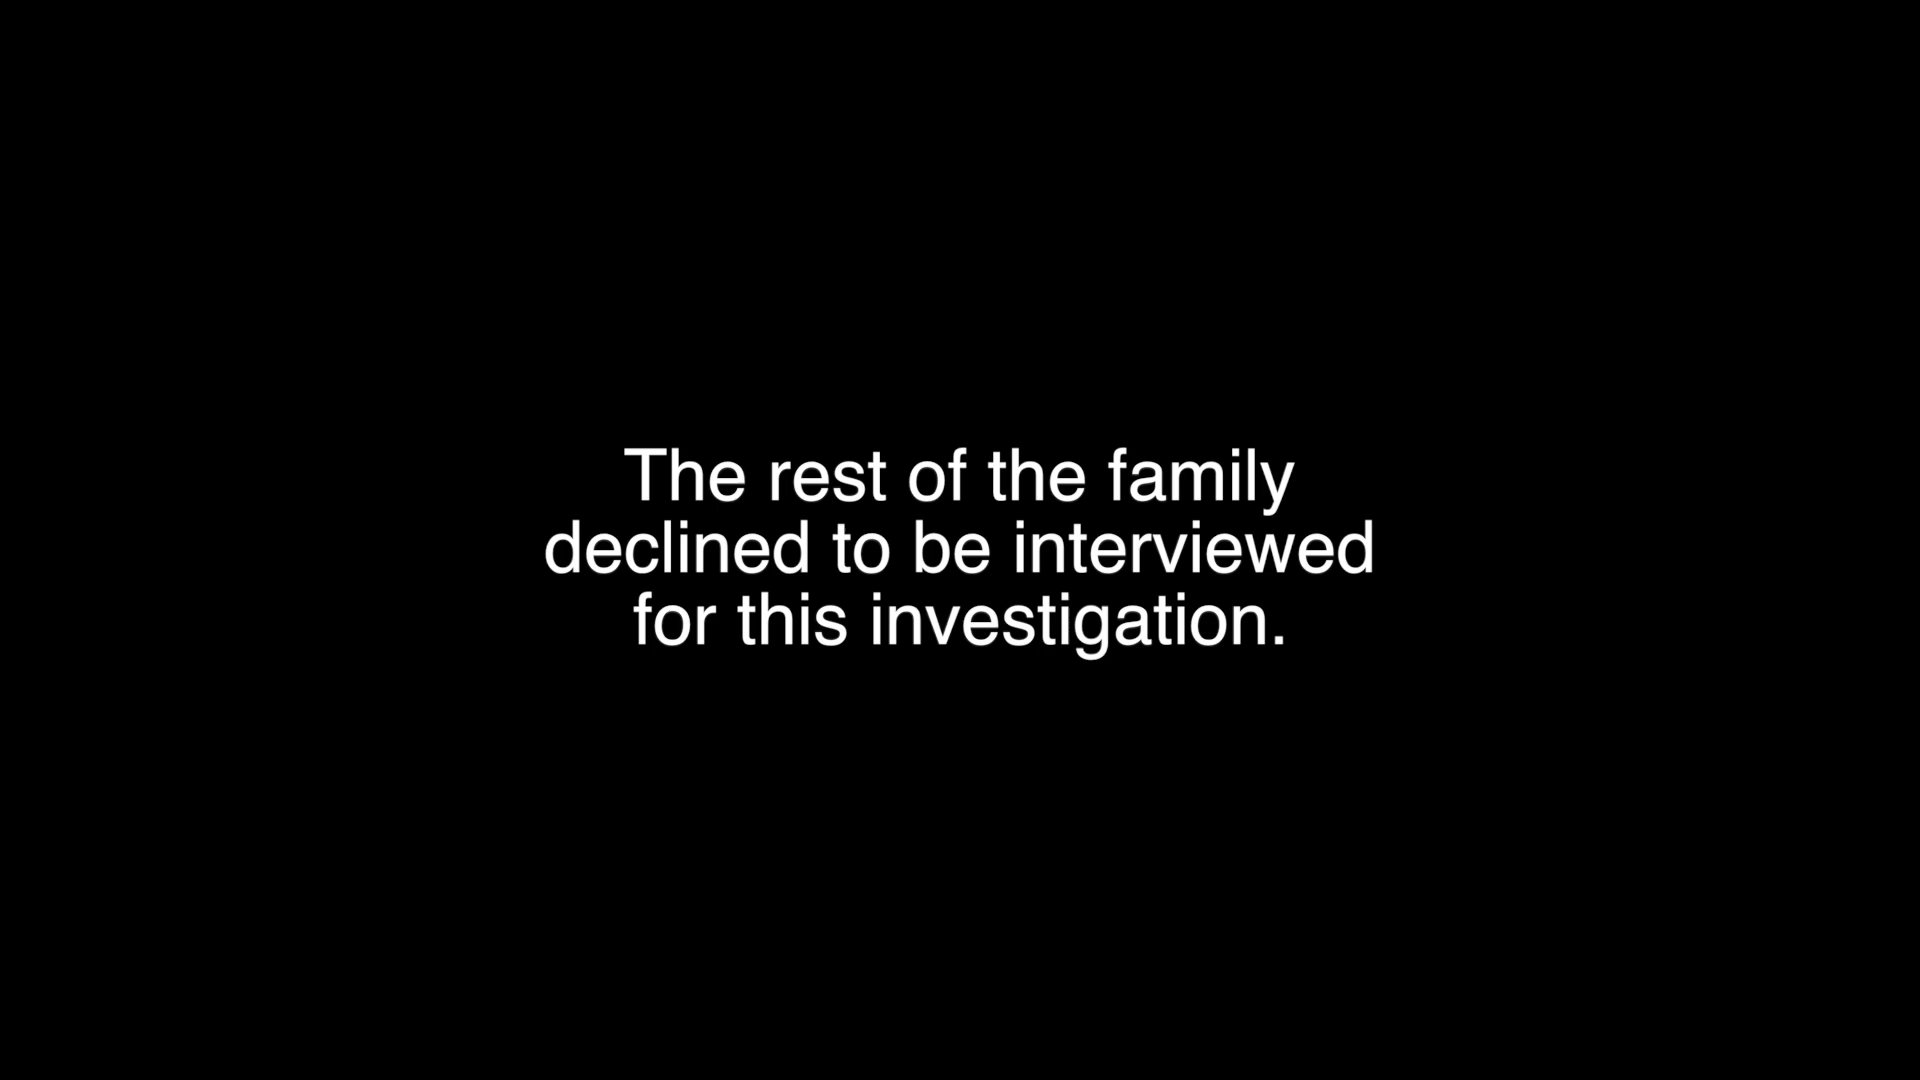 The rest of the family
declined to be interviewed
for this investigation.